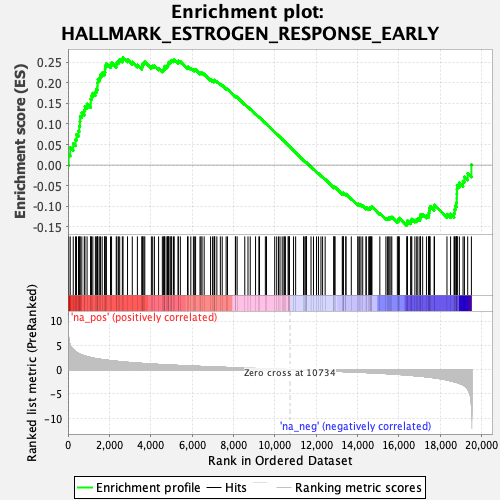 Enrichment plot:
HALLMARK_ESTROGEN_RESPONSE_EARLY
Enrichment score (ES)
0.25
0.20
0.15
0.10
0.05
0.00
-0.05
-0.10
-0.15
'na_pos' (positively correlated)
Ranked list metric (PreRanked)
10
5
0
-5
-10
Zero cross at 10734
'na_neg' (negatively correlated)
0 2,000 4,000 6,000 8,000 10,000 12,000 14,000 16,000 18,000 20,000
Rank in Ordered Dataset
Enrichment profile Hits Ranking metric scores